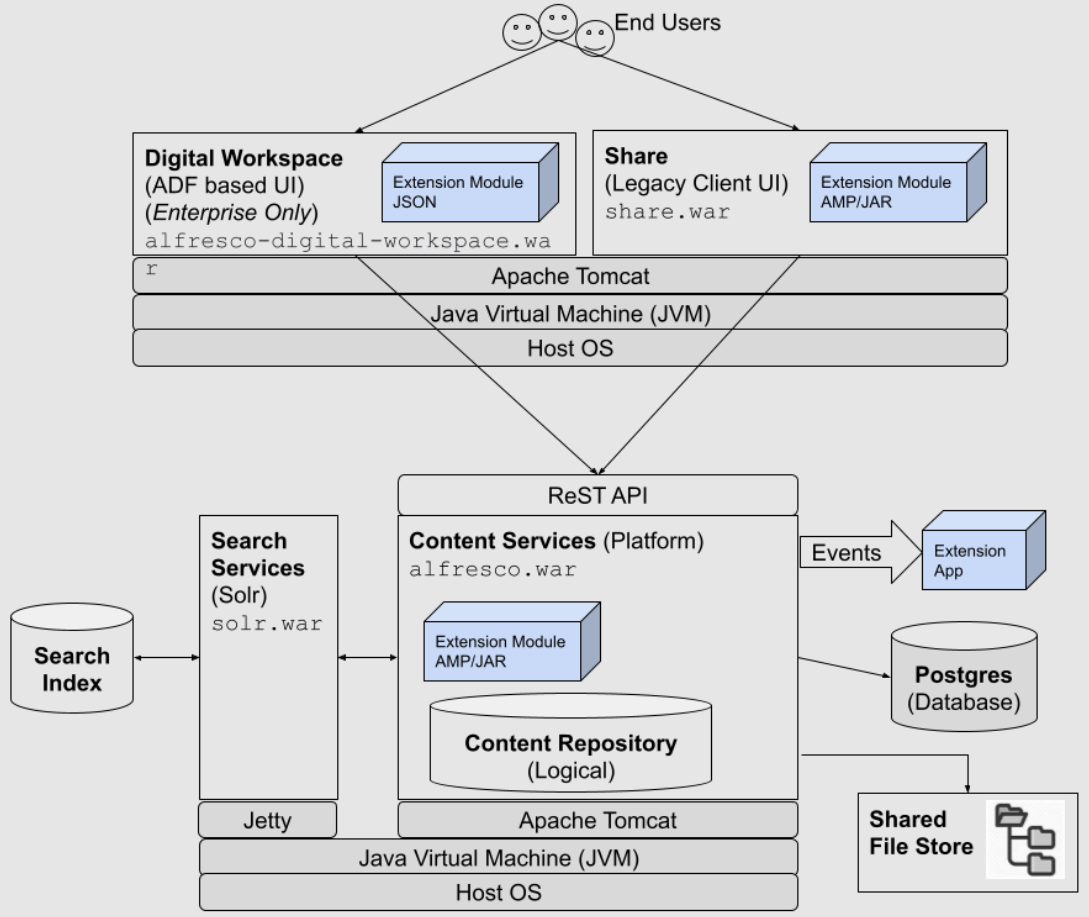 End Users
Digital Workspace
(ADF based UI)
(Enterprise Only)
alfresco-digital-workspace.wa
r
Extension Module
JSON
Share
(Legacy Client UI)
share.war
Extension Module
AMP/JAR
Apache Tomcat
Java Virtual Machine (JVM)
Host OS
ReST API
Search
Services
(Solr)
solr.war
Content Services (Platform)
alfresco.war
Events
Extension
App
Extension Module
AMP/JAR
Search
Index
Postgres
(Database)
Content Repository
(Logical)
Jetty
Apache Tomcat
Shared
File Store
Java Virtual Machine (JVM)
Host OS